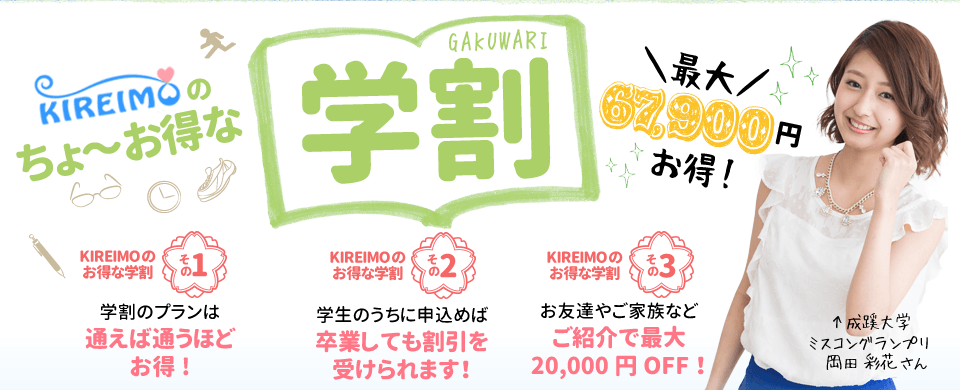 KIREIMOの
ちょ〜お得な
GAKUWARI
学割
最大
67,900円
お得！
KIREIMOの
お得な学割
その1
学割のプランは
通えば通うほど
お得！
KIREIMOの
お得な学割
その2
学生のうちに申込めば
卒業しても割引を
受けられます！
KIREIMOの
お得な学割
その3
お友達やご家族など
ご紹介で最大
20,000 円 OFF！
↑成蹊大学
ミスコングランプリ
岡田 彩花さん